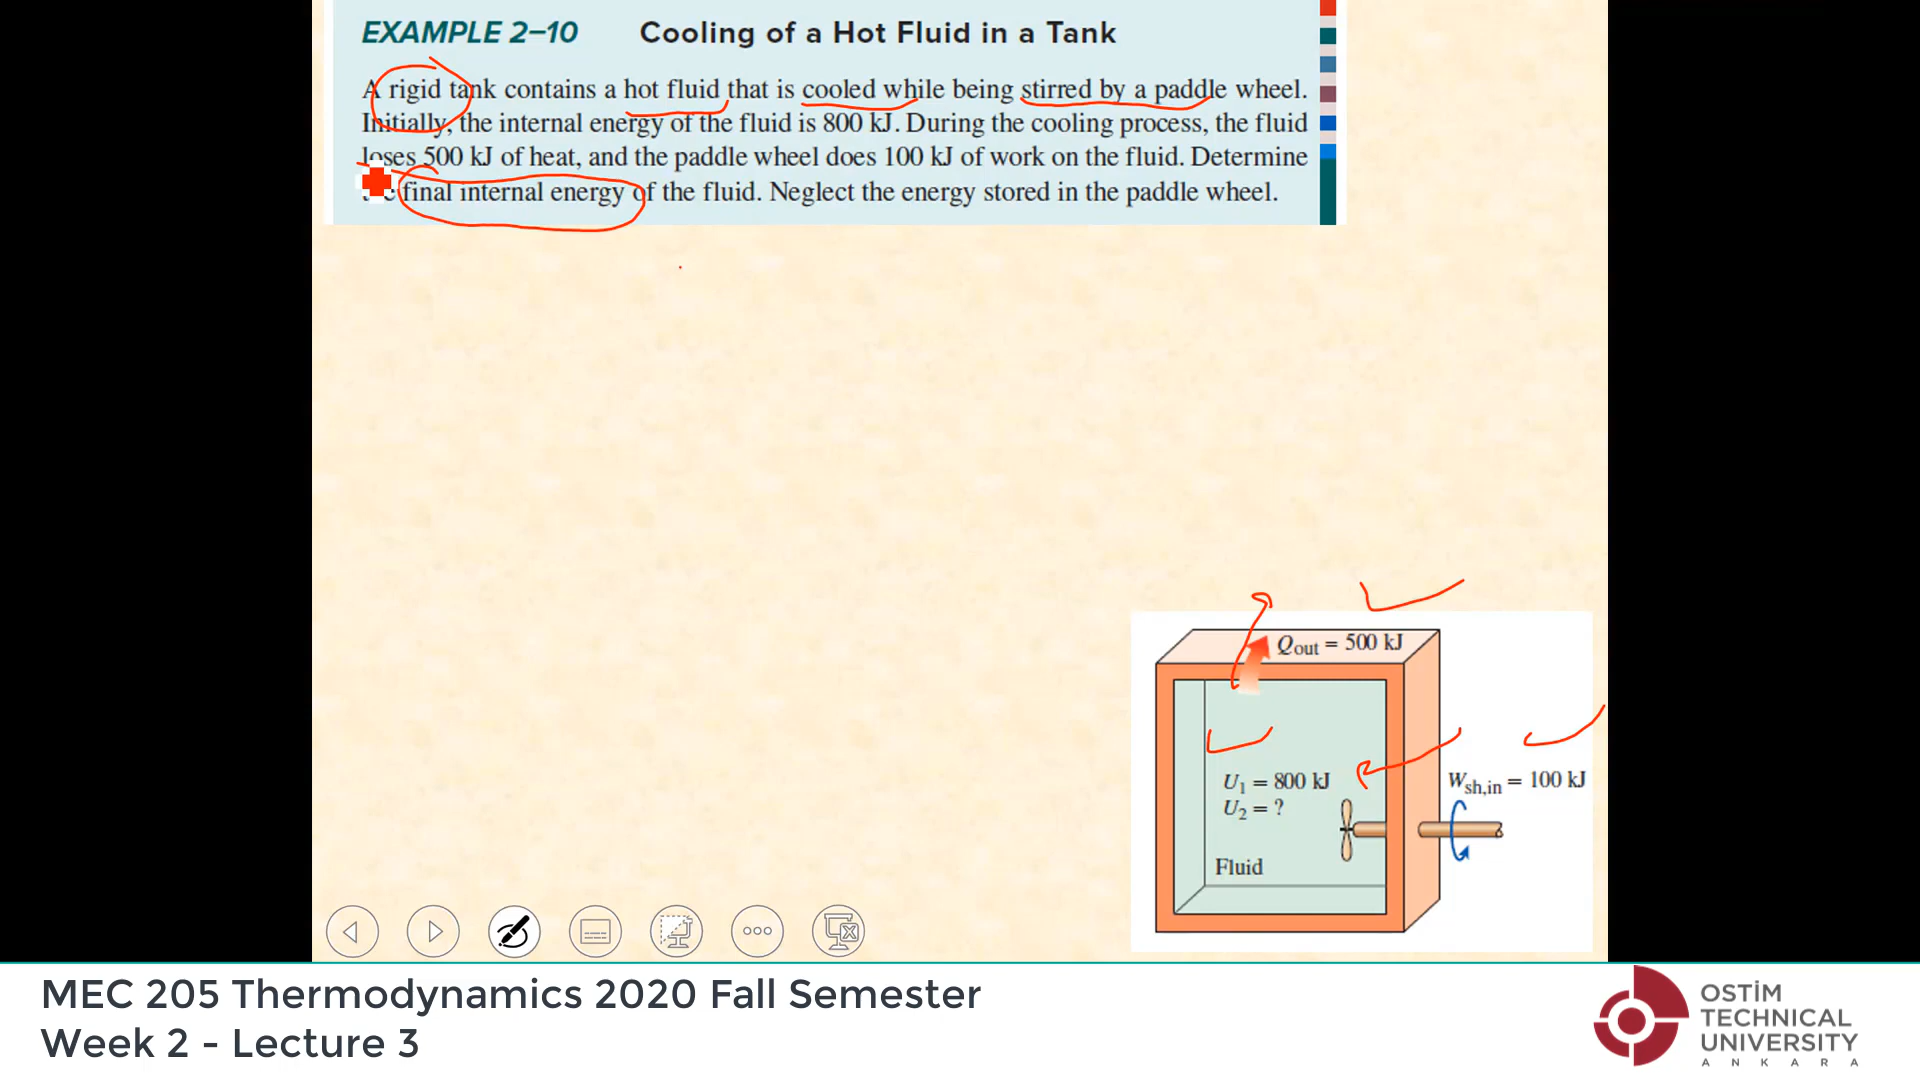 EXAMPLE 2–10 Cooling of a Hot Fluid in a Tank
A rigid tank contains a hot fluid that is cooled while being stirred by a paddle wheel.
Initially, the internal energy of the fluid is 800 kJ. During the cooling process, the fluid
loses 500 kJ of heat, and the paddle wheel does 100 kJ of work on the fluid. Determine
final internal energy of the fluid. Neglect the energy stored in the paddle wheel.
Qout = 500 kJ
U1 = 800 kJ
Wsh,in = 100 kJ
U2 = ?
Fluid
MEC 205 Thermodynamics 2020 Fall Semester
Week 2 - Lecture 3
OSTİM
TECHNICAL
UNIVERSITY
ANKARA